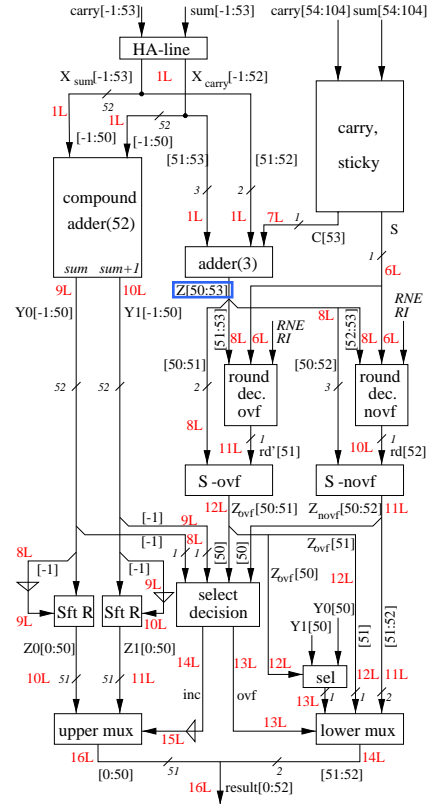 carry[-1:53] sum[-1:53] carry[54:104] sum[54:104]
HA-line
X sum[-1:53] 1L X carry[-1:52]
52
1L 52
1L [-1:50]
[-1:50]
carry,
sticky
[51:53] [51:52]
compound
adder(52)
3 2
1L 1L 7L 1
C[53] S
sum sum+1
adder(3)
1
6L
9L 10L
Z[50:53]
Y0[-1:50] Y1[-1:50]
RNE
RI
RNE
RI
[51:53] 8L 6L 8L [52:53] 8L 6L
[50:51] [50:52]
52 52 2 3
round
dec.
ovf
round
dec.
novf
8L
11L 1 rd'[51] 10L 1 rd[52]
S -ovf S -novf
12L Zovf[50:51] Znovf[50:52] 11L
[-1] 9L
[-1] 8L
Zovf[51]
8L [-1] [-1] 1 1 [50] [50]
9L
Zovf[50] 12L
select
decision
Y0[50]
Y1[50]
9L Sft R Sft R 10L
[51] [51:52]
Z0[0:50] Z1[0:50] 14L 13L 12L sel 12L 11L
10L 51 51 11L inc ovf 13L 1 1 2
13L
upper mux 15L lower mux
16L 14L
[0:50] 51 2 [51:52]
16L result[0:52]